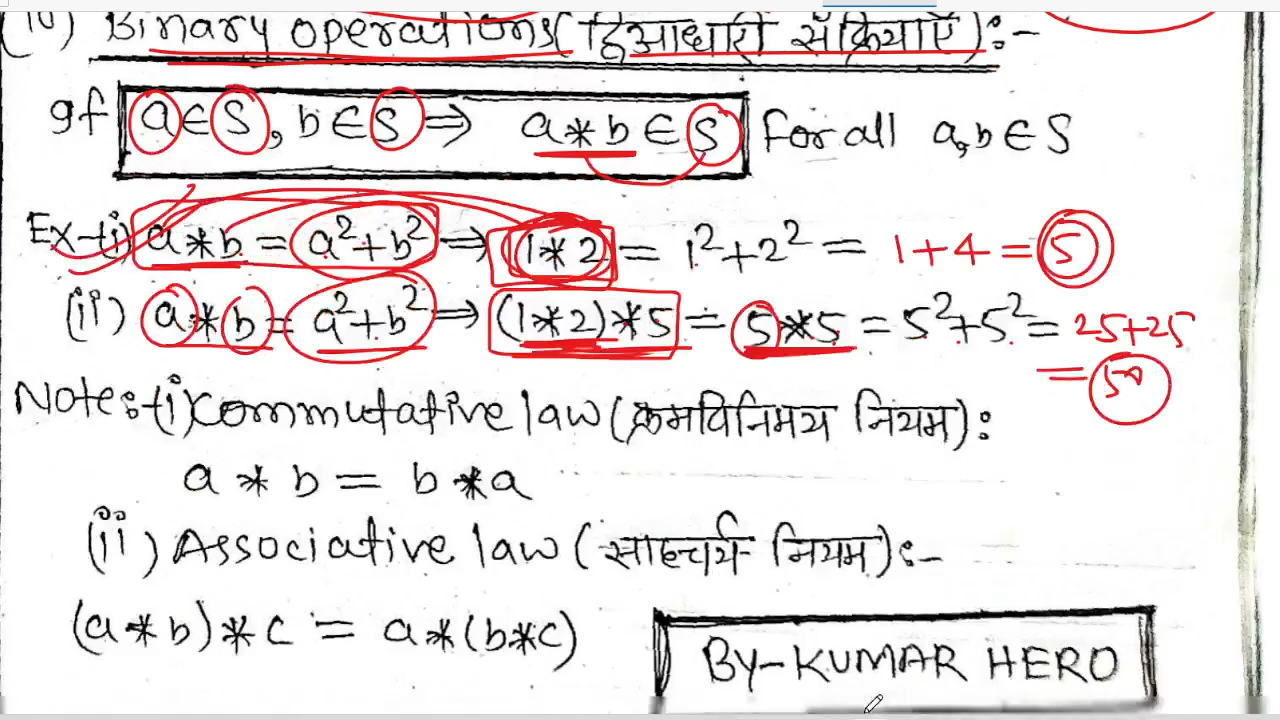 (iv) Binary operations(द्विआधारी सँक्रियाएँ):-
gf a∈S, b∈S ⇒ a*b∈S For all a,b∈S
Ex-(i) a*b = a²+b² ⇒ 1*2 = 1²+2² = 1+4 = 5
(ii) a*b = a²+b² ⇒ (1*2)*5 = 5*5 = 5²+5² = 25+25
= 50
Note:-(i)Commutative law(क्रमविनिमय नियम):
a * b = b *a
(ii) Associative law (साहचर्य नियम):-
(a*b)*c = a*(b*c)
BY-KUMAR HERO